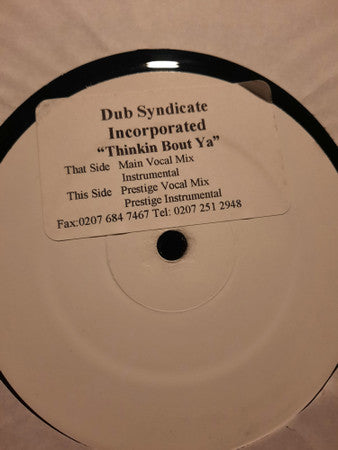 Dub Syndicate
Incorporated
“Thinkin Bout Ya”
That Side Main Vocal Mix
Instrumental
This Side Prestige Vocal Mix
Prestige Instrumental
Fax:0207 684 7467 Tel: 0207 251 2948